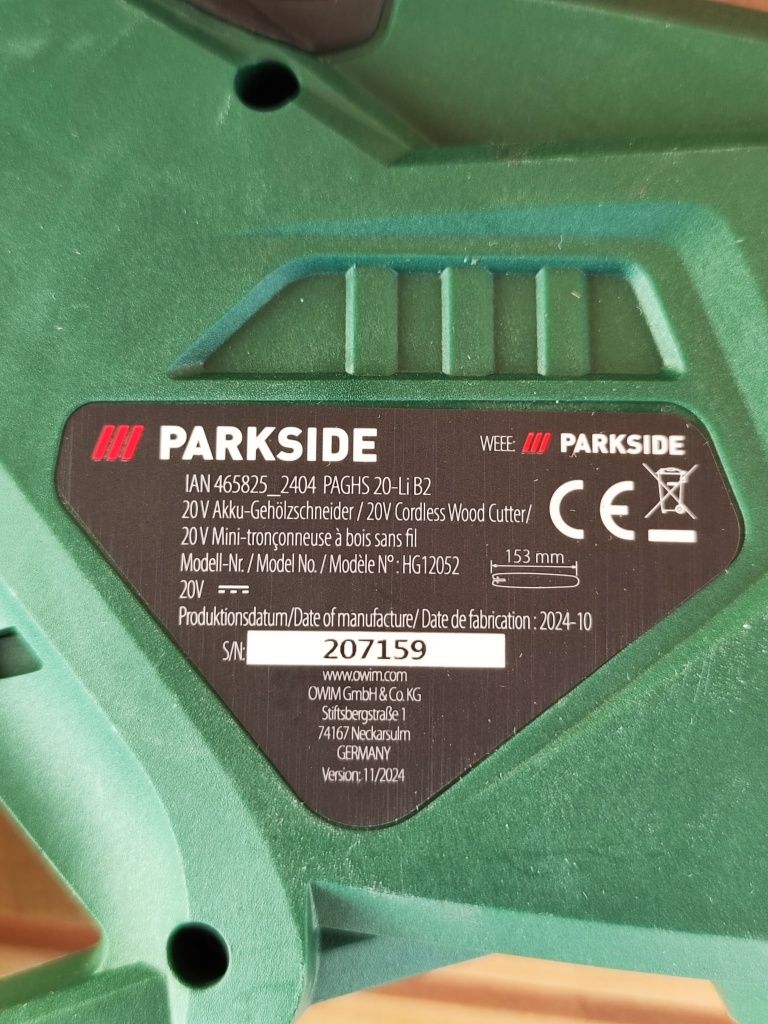 PARKSIDE
WEEE: PARKSIDE
IAN 465825_2404 PAGHS 20-Li B2
20 V Akku-Gehölzschneider / 20V Cordless Wood Cutter/
20 V Mini-tronçonneuse à bois sans fil
Modell-Nr. / Model No. / Modèle N° : HG12052
153 mm
20V
Produktionsdatum/Date of manufacture/ Date de fabrication : 2024-10
S/N: 207159
www.owim.com
OWIM GmbH & Co. KG
Stiftsbergstraße 1
74167 Neckarsulm
GERMANY
Version: 11/2024
CE